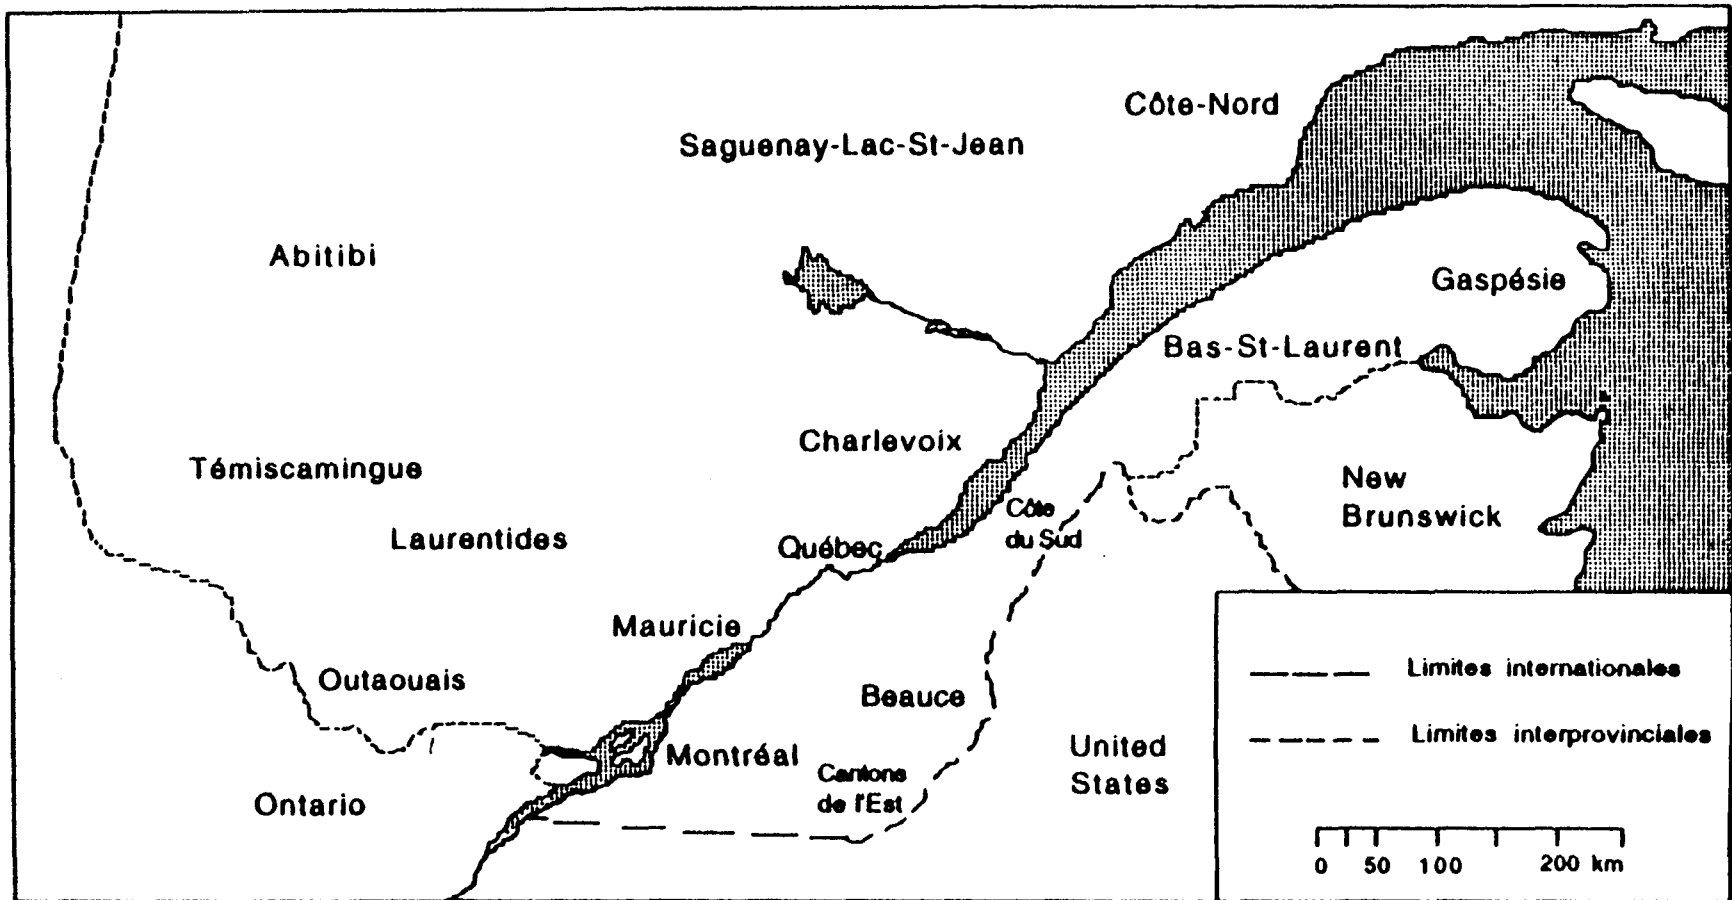 Côte-Nord
Saguenay-Lac-St-Jean
Abitibi
Gaspésie
Bas-St-Laurent
Charlevoix
Témiscamingue
New
Brunswick
Côte
du Sud
Laurentides
Québec
Mauricie
Outaouais
Beauce
Montréal
United
States
Cantons
de l'Est
Ontario
Limites internationales
Limites interprovinciales
0 50 100 200 km